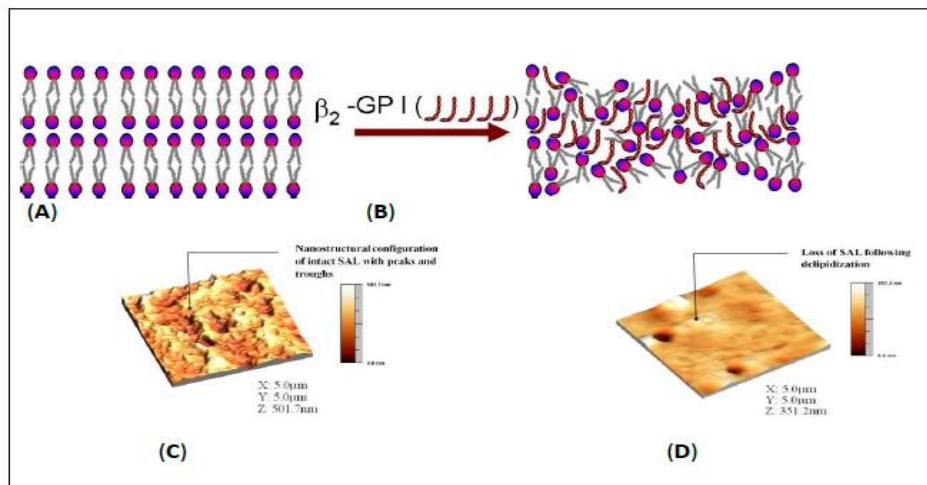 β₂-GP I ( )
(A)
(B)
Nanostructural configuration
of intact SAL with peaks and
troughs
X: 5.0µm
Y: 5.0µm
Z: 501.7nm
(C)
Loss of SAL following
delipidization
X: 5.0µm
Y: 5.0µm
Z: 351.2nm
(D)